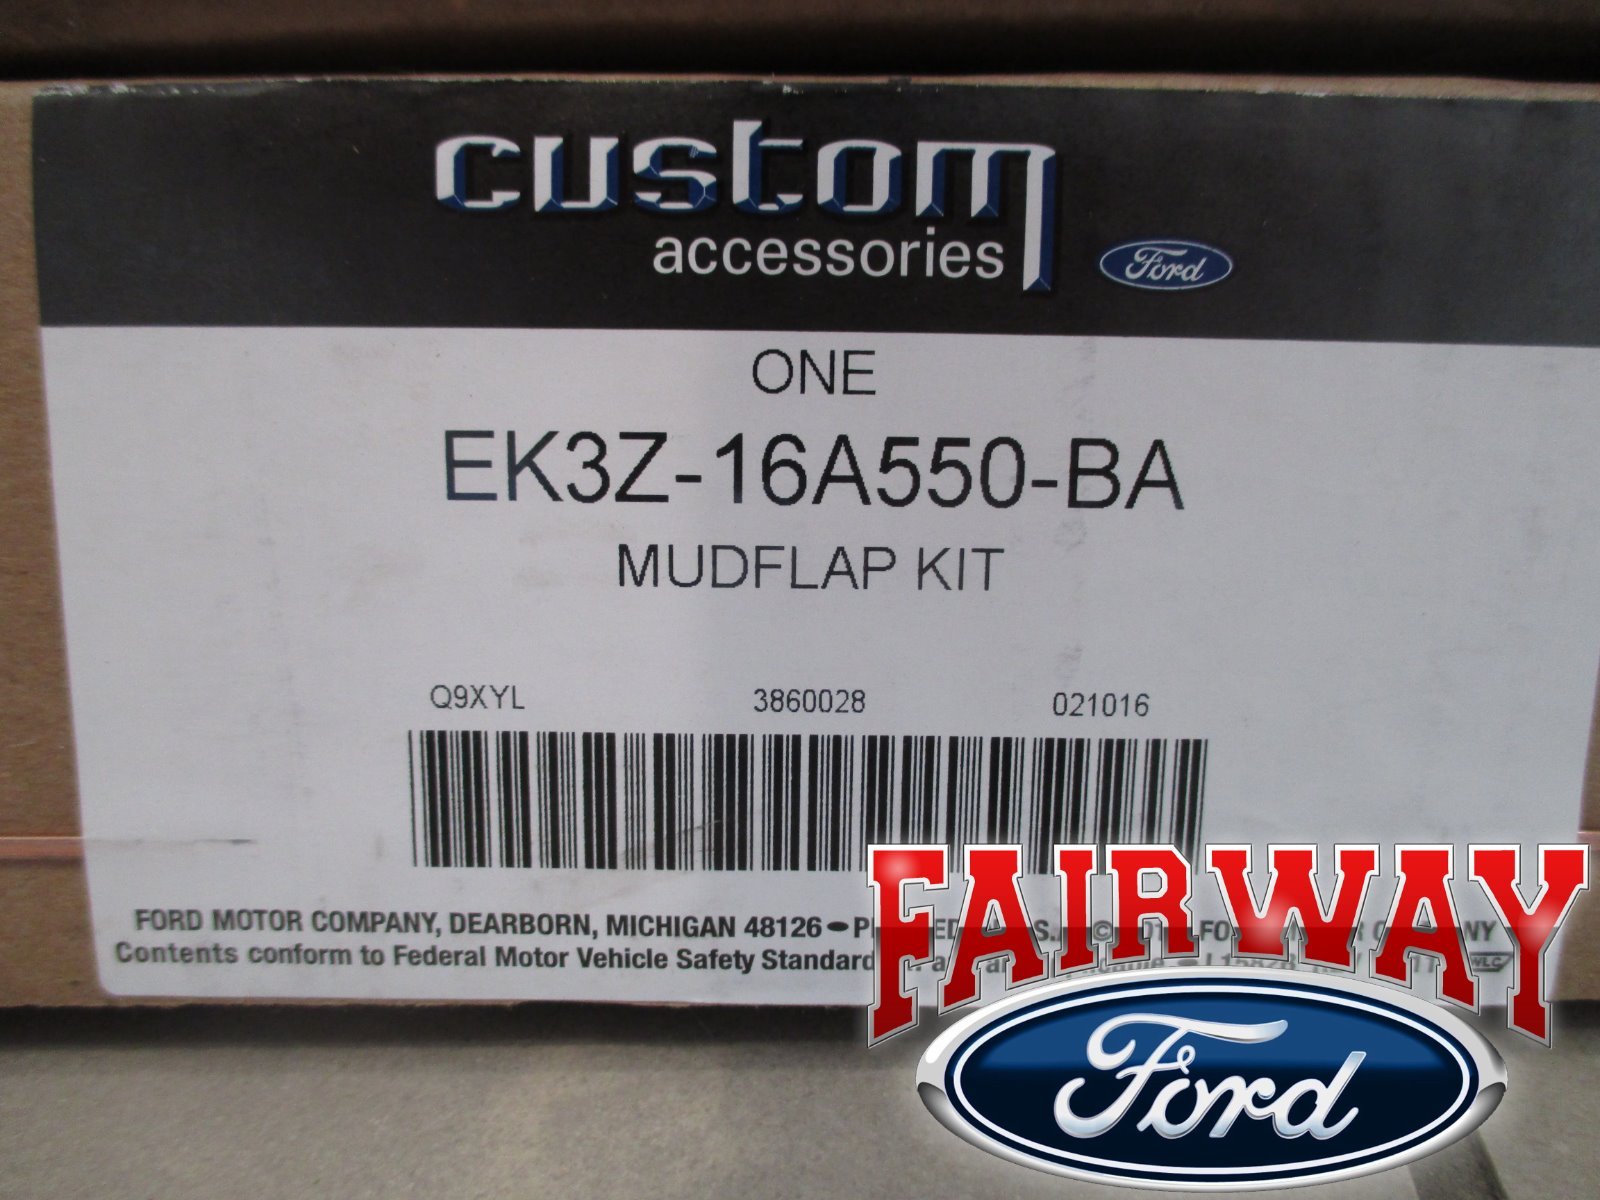 custom
accessories
Ford
ONE
EK3Z-16A550-BA
MUDFLAP KIT
Q9XYL 3860028 021016
FORD MOTOR COMPANY, DEARBORN, MICHIGAN 48126
Contents conform to Federal Motor Vehicle Safety Standard
FAIRWAY
Ford